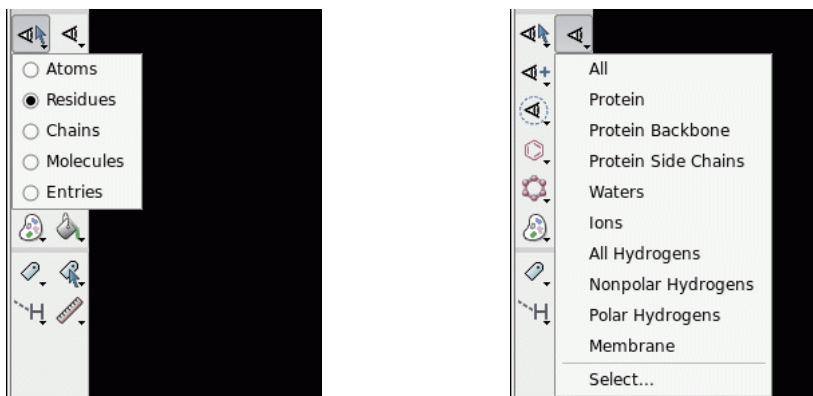 Atoms
Residues
Chains
Molecules
Entries
H
All
Protein
Protein Backbone
Protein Side Chains
Waters
Ions
All Hydrogens
Nonpolar Hydrogens
Polar Hydrogens
Membrane
Select...
H